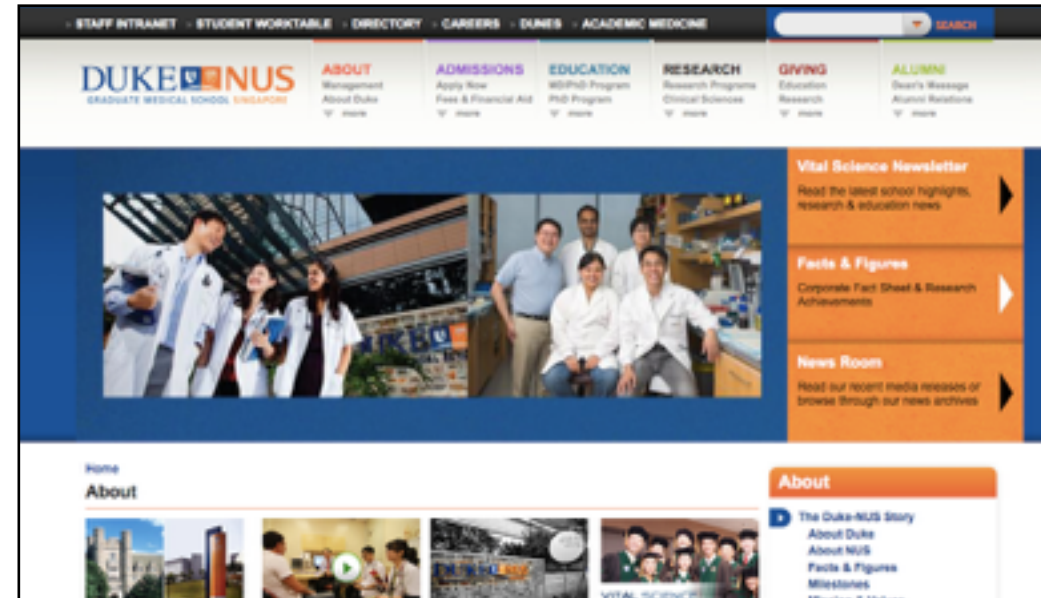 STAFF INTRANET STUDENT WORKTABLE DIRECTORY CAREERS DUNES ACADEMIC MEDICINE
SEARCH
DUKE NUS
GRADUATE MEDICAL SCHOOL SINGAPORE
ABOUT
Management
About Duke
more
ADMISSIONS
Apply Now
Fees & Financial Aid
more
EDUCATION
MD/PhD Program
PhD Program
more
RESEARCH
Research Programs
Clinical Sciences
more
GIVING
Education
Research
more
ALUMNI
Dean's Message
Alumni Relations
more
Vital Science Newsletter
Read the latest school highlights,
research & education news
Facts & Figures
Corporate Fact Sheet & Research
Achievements
News Room
Read our recent media releases or
browse through our news archives
DUKE
Home
About
DUKE NUS
VITAL SCIENCE
About
The Duke-NUS Story
About Duke
About NUS
Facts & Figures
Milestones